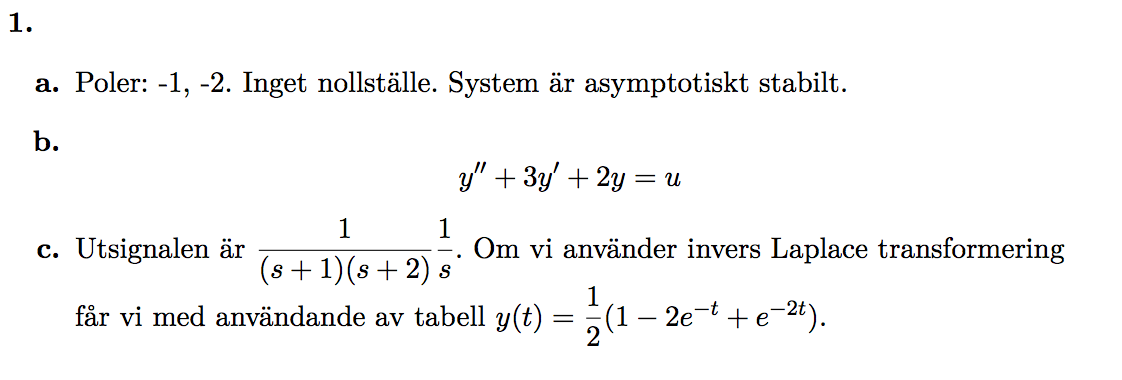 1.
a. Poler: -1, -2. Inget nollställe. System är asymptotiskt stabilt.
b.
y′′ + 3y′ + 2y = u
c. Utsignalen är \frac{1}{(s + 1)(s + 2)} \frac{1}{s}. Om vi använder invers Laplace transformering
får vi med användande av tabell y(t) = \frac{1}{2}(1 − 2e^{−t} + e^{−2t}).